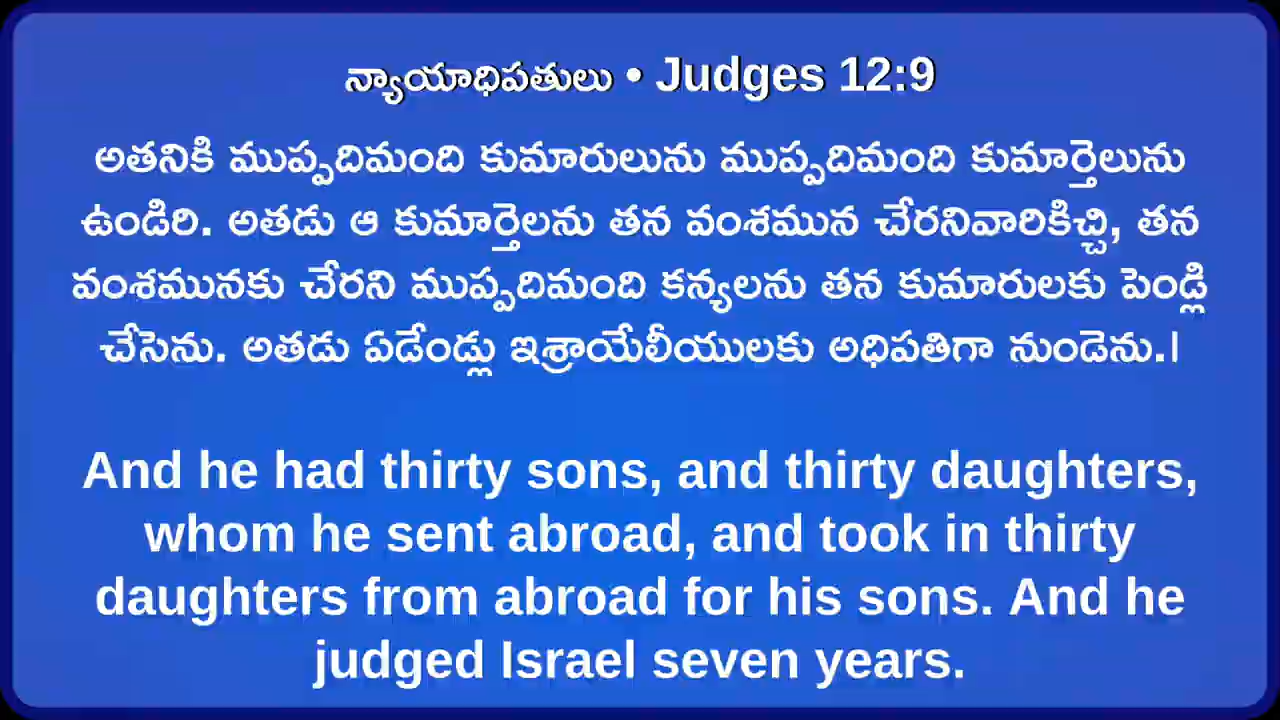 న్యాయాధిపతులు • Judges 12:9
అతనికి ముప్పదిమంది కుమారులును ముప్పదిమంది కుమార్తెలును
ఉండిరి. అతడు ఆ కుమార్తెలను తన వంశమున చేరనివారికిచ్చి, తన
వంశమునకు చేరని ముప్పదిమంది కన్యలను తన కుమారులకు పెండ్లి
చేసెను. అతడు ఏడేండ్లు ఇశ్రాయేలీయులకు అధిపతిగా నుండెను.।
And he had thirty sons, and thirty daughters,
whom he sent abroad, and took in thirty
daughters from abroad for his sons. And he
judged Israel seven years.